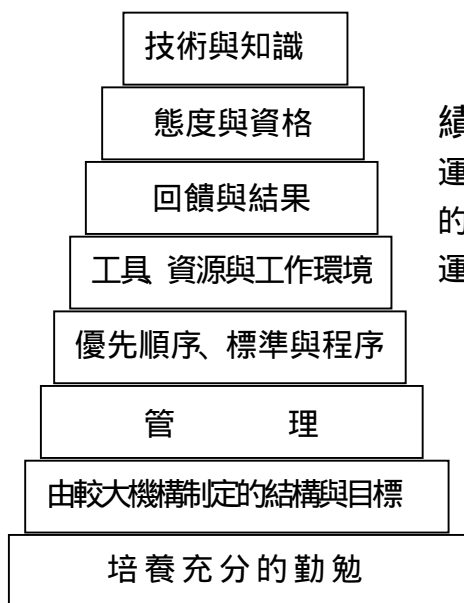 技術與知識
態度與資格
績
回饋與結果
運
的
工具、資源與工作環境
運
優先順序、標準與程序
管 理
由較大機構制定的結構與目標
培養充分的勤勉